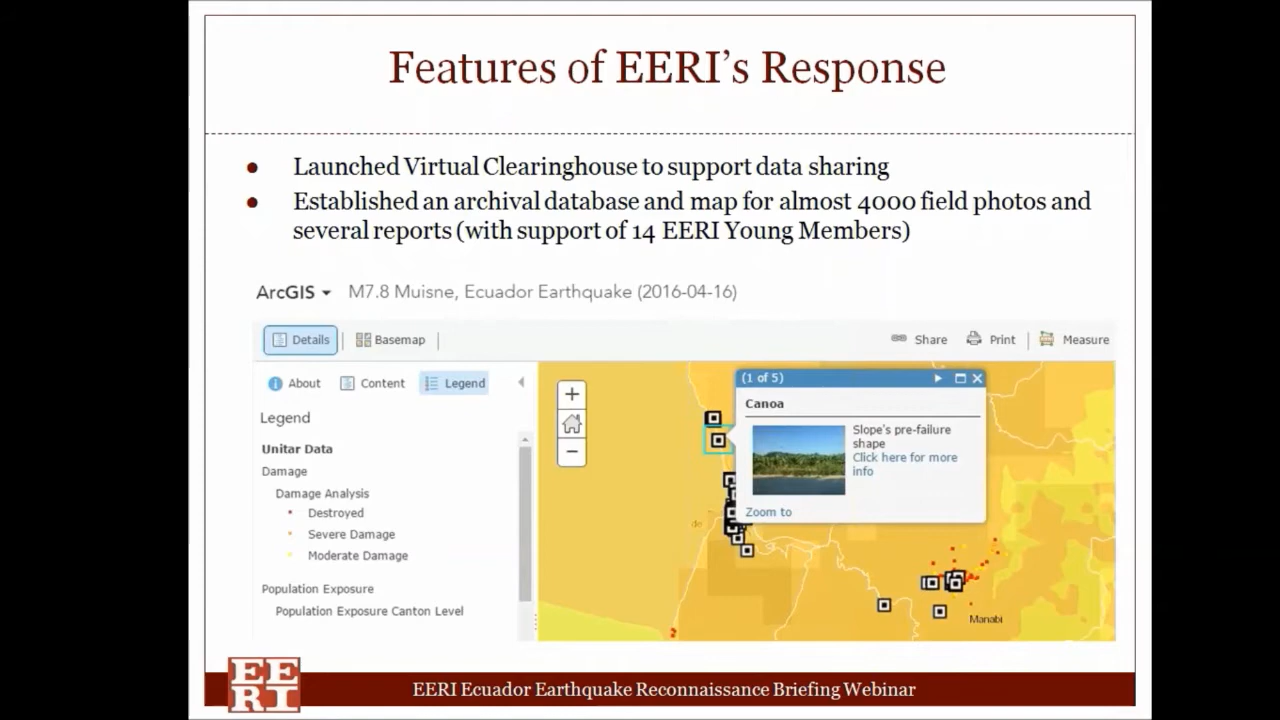 Features of EERI's Response
Launched Virtual Clearinghouse to support data sharing
Established an archival database and map for almost 4000 field photos and
several reports (with support of 14 EERI Young Members)
ArcGIS
M7.8 Muisne, Ecuador Earthquake (2016-04-16)
Details
Basemap
Share
Print
Measure
About
Content
Legend
Legend
Unitar Data
Damage
Damage Analysis
Destroyed
Severe Damage
Moderate Damage
Population Exposure
Population Exposure Canton Level
(1 of 5)
Canoa
Slope's pre-failure
shape
Click here for more
info
Zoom to
de
Manabi
EE
RI
EERI Ecuador Earthquake Reconnaissance Briefing Webinar